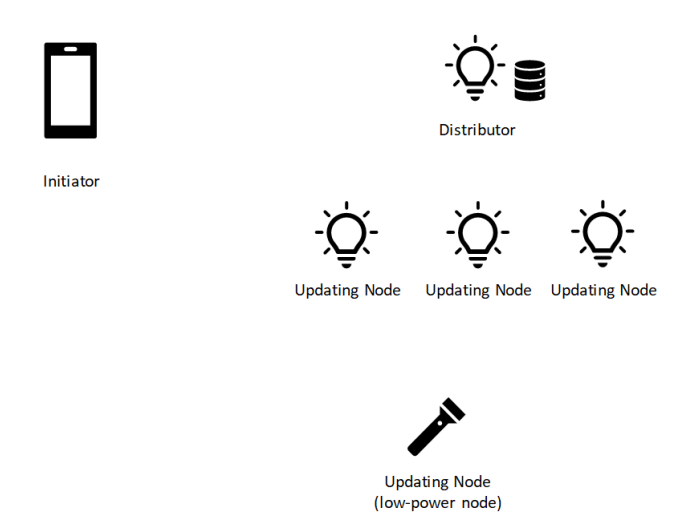 Distributor
Initiator
Updating Node
Updating Node
Updating Node
Updating Node
(low-power node)